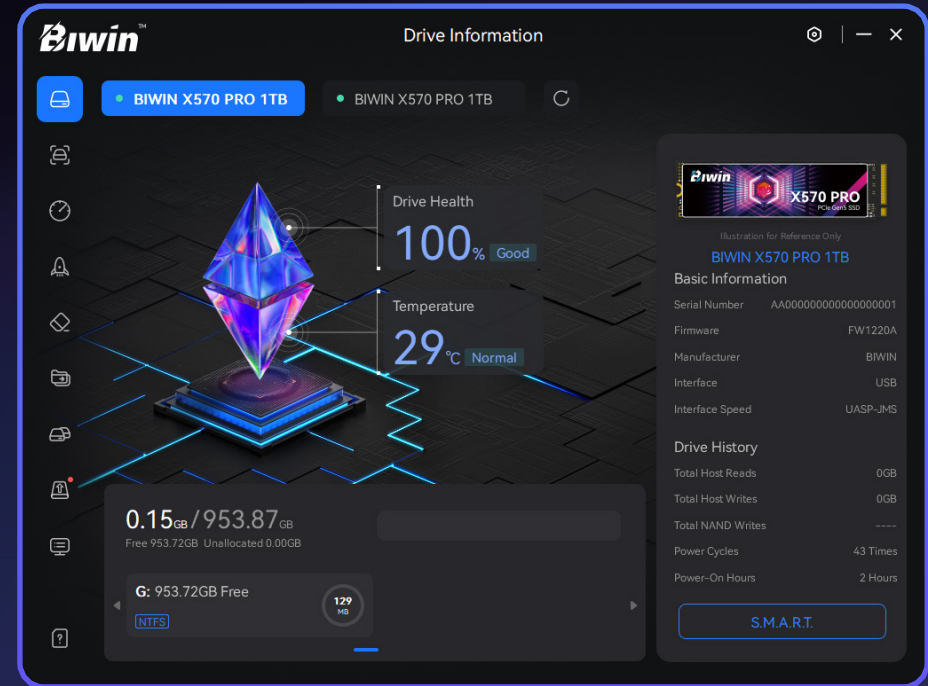 Biwin™
Drive Information
BIWIN X570 PRO 1TB
BIWIN X570 PRO 1TB
Drive Health
100% Good
Temperature
29°C Normal
0.15GB/953.87GB
Free 953.72GB Unallocated 0.00GB
G: 953.72GB Free
129
MB
NTFS
Biwin
X570 PRO
PCIe Gen5 SSD
Illustration for Reference Only
BIWIN X570 PRO 1TB
Basic Information
Serial Number AA000000000000000001
Firmware FW1220A
Manufacturer BIWIN
Interface USB
Interface Speed UASP-JMS
Drive History
Total Host Reads 0GB
Total Host Writes 0GB
Total NAND Writes ----
Power Cycles 43 Times
Power-On Hours 2 Hours
S.M.A.R.T.